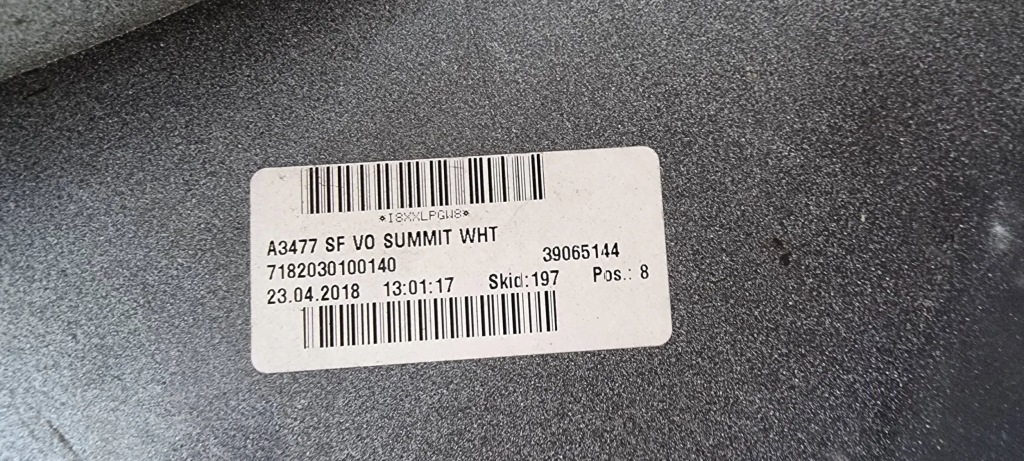 *I8XXLPGW8*
A3477 SF VO SUMMIT WHT
7182030100140 39065144
23.04.2018 13:01:17 Skid:197 Pos.: 8